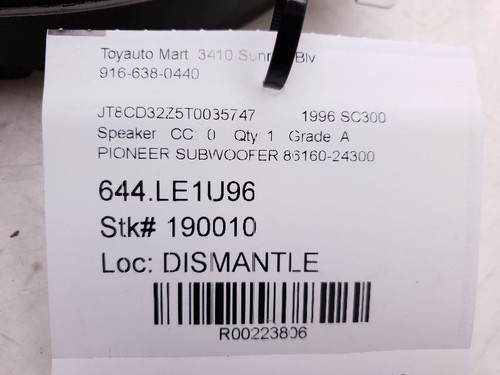 Toyauto Mart 3410 Blv
916-638-0440
JT8CD32Z5T0035747 1996 SC300
Speaker CC: 0 Qty: 1 Grade A
PIONEER SUBWOOFER 86160-24300
644.LE1U96
Stk# 190010
Loc: DISMANTLE
R00223806